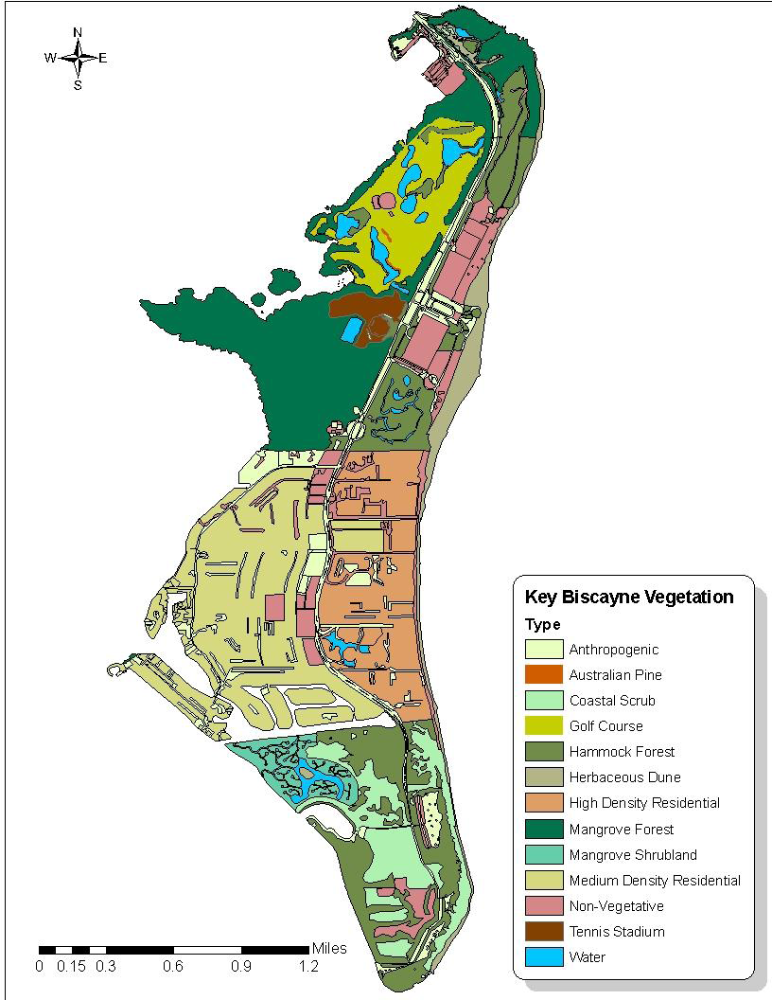 N
W E
S
Key Biscayne Vegetation
Type
Anthropogenic
Australian Pine
Coastal Scrub
Golf Course
Hammock Forest
Herbaceous Dune
High Density Residential
Mangrove Forest
Mangrove Shrubland
Medium Density Residential
Non-Vegetative
Tennis Stadium
Water
Miles
0 0.15 0.3 0.6 0.9 1.2